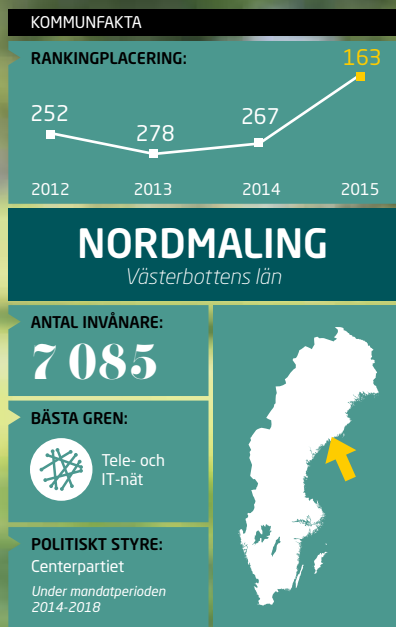 KOMMUNFAKTA
RANKINGPLACERING:
252
278
267
163
2012 2013 2014 2015
NORDMALING
Västerbottens län
ANTAL INVÅNARE:
7 085
BÄSTA GREN:
Tele- och
IT-nät
POLITISKT STYRE:
Centerpartiet
Under mandatperioden
2014-2018